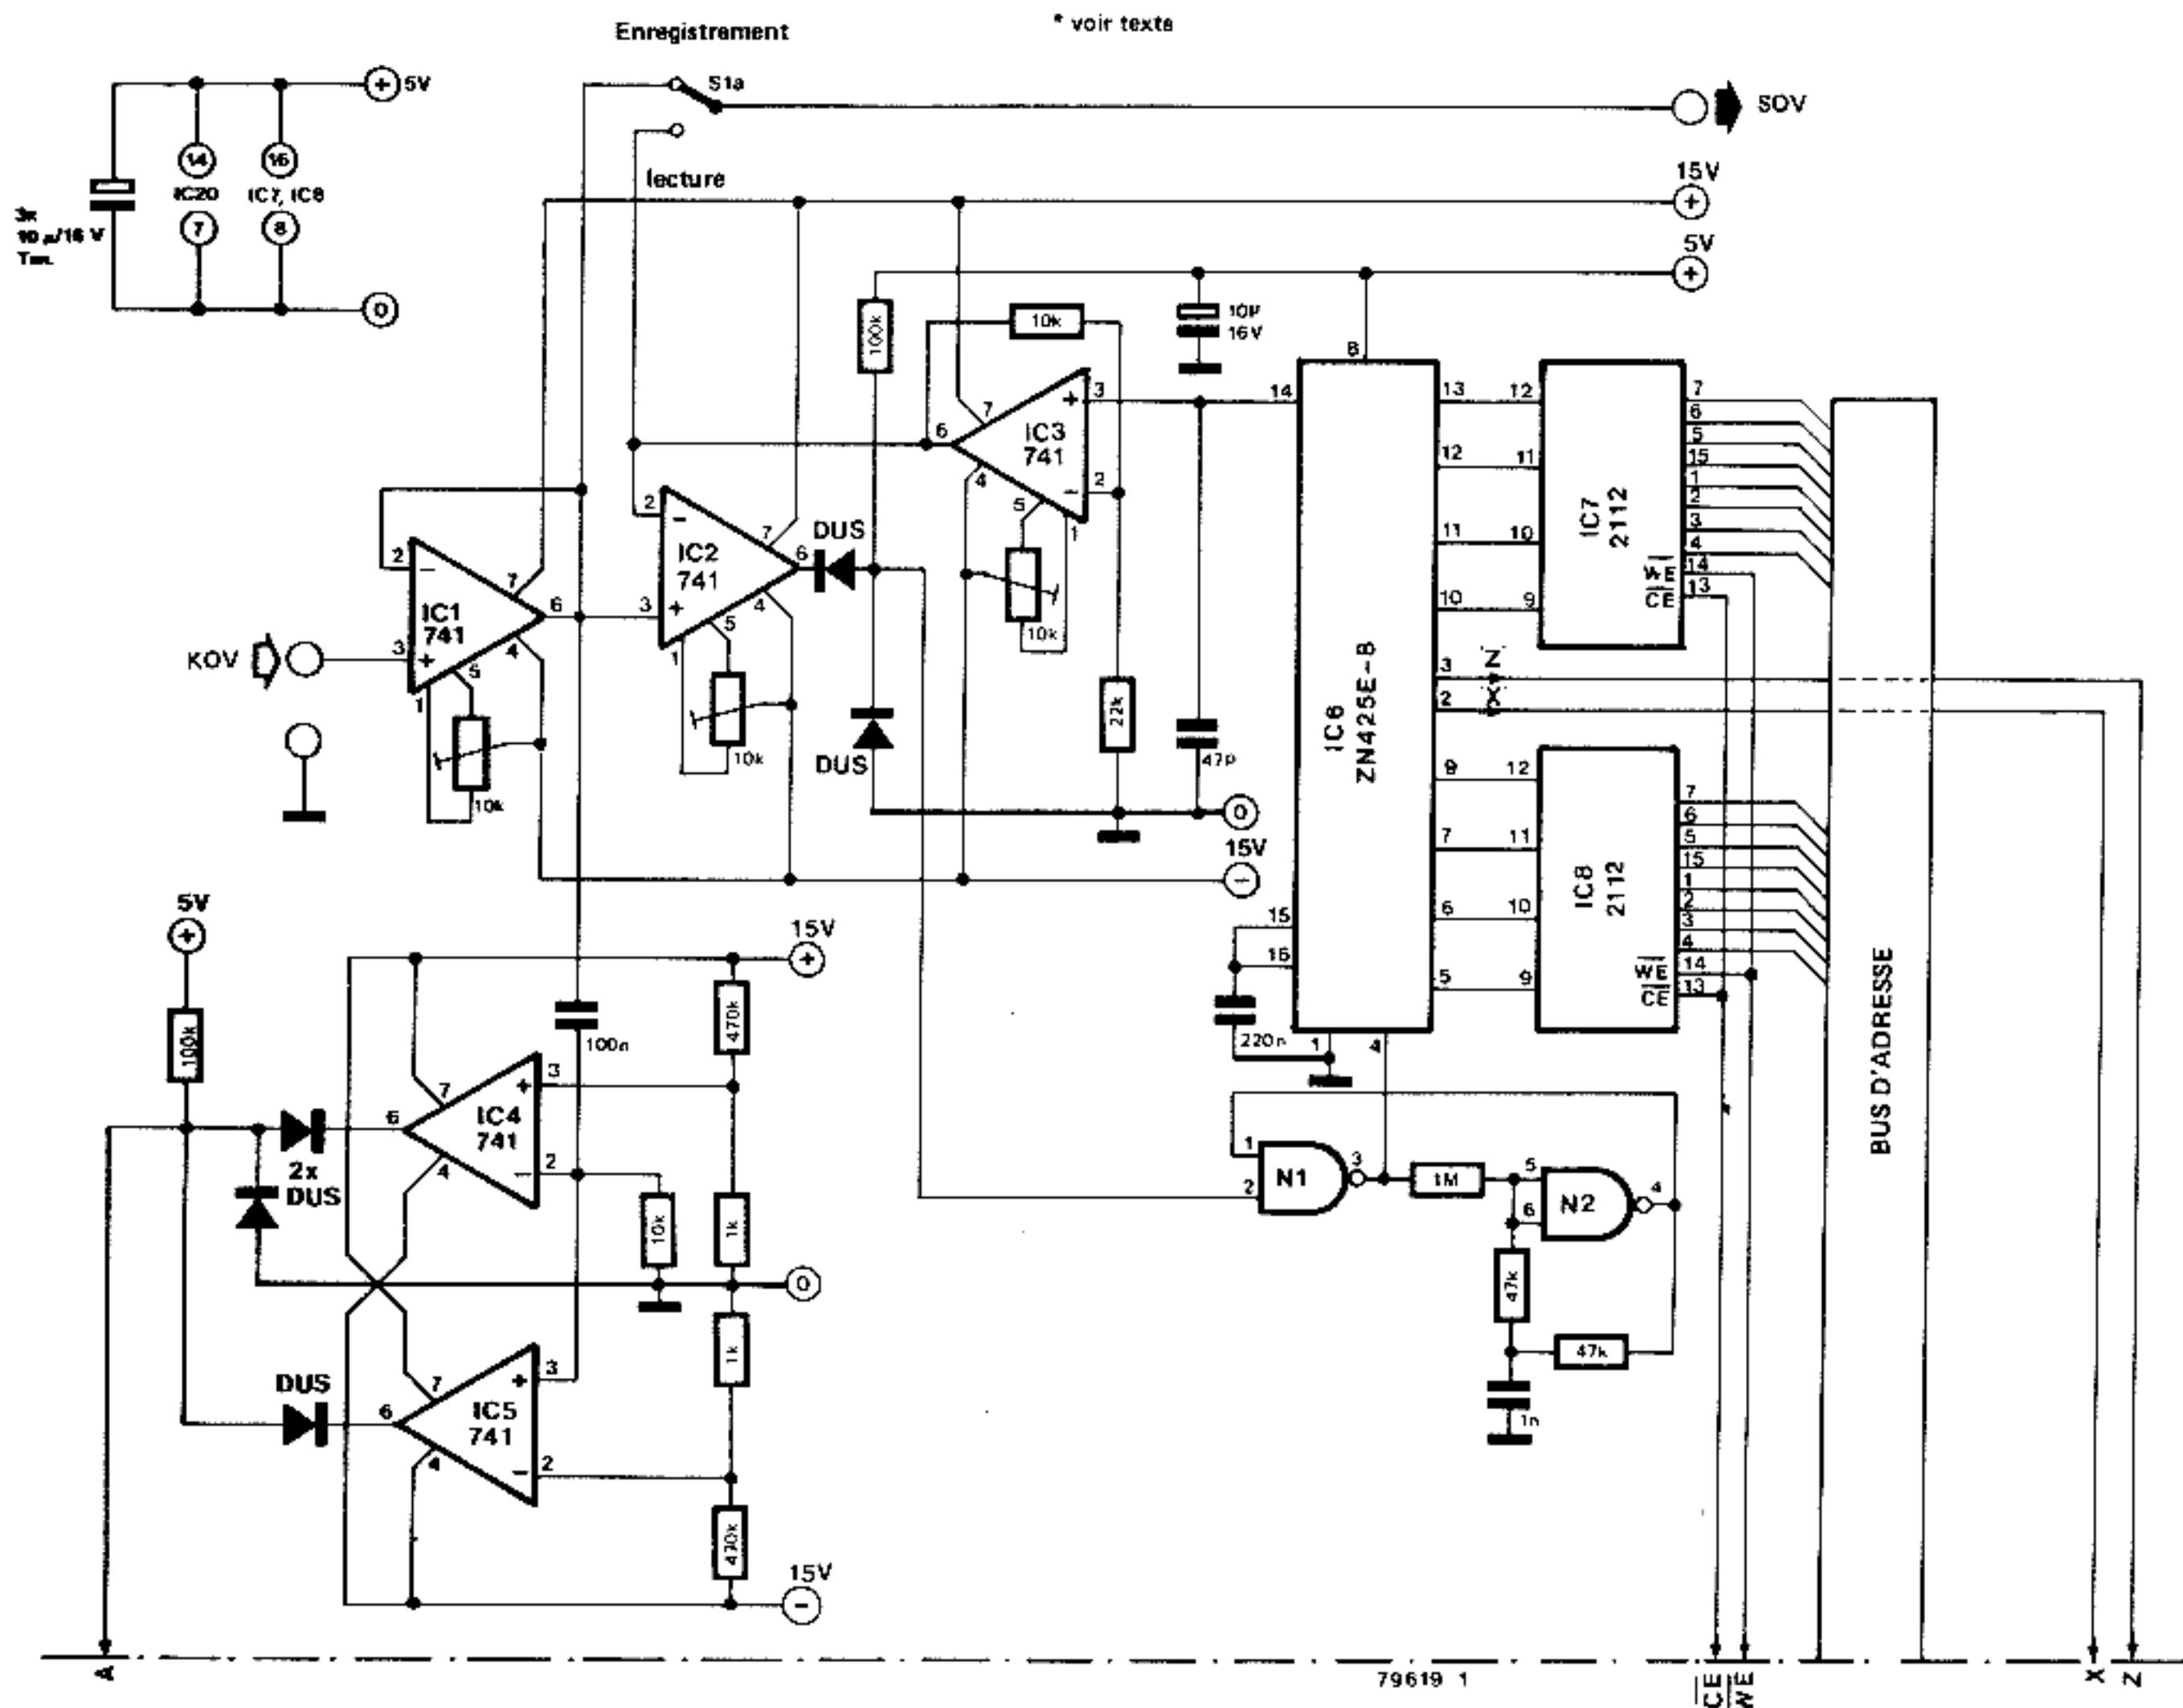 Enregistrement
* voir texte
S1a
5V
SOV
14
16
IC20
IC7, IC8
7
8
0
10 µ/16 V
lecture
15V
5V
100k
10k
10µ
16V
8
7
3
6
IC3
741
4
2
5
1
10k
22k
47p
14
IC6
ZN425E-8
13
12
11
10
3
2
9
7
6
5
Z
X
12
11
10
9
IC7
2112
7
6
5
15
1
2
3
4
14
13
WE
CE
12
11
10
9
IC8
2112
7
6
5
15
1
2
3
4
14
13
WE
CE
BUS D'ADRESSE
KOV
2
IC1
741
3
7
6
4
5
1
10k
2
IC2
741
3
7
6
4
5
1
10k
DUS
DUS
0
15V
15
16
220n
1
4
5V
100k
15V
470k
100n
7
6
IC4
741
3
2
4
2x
DUS
10k
1k
0
1k
DUS
7
6
IC5
741
3
2
4
470k
15V
1
2
N1
3
1M
5
6
N2
4
47k
47k
1n
A
79619 1
CE
WE
X
Z